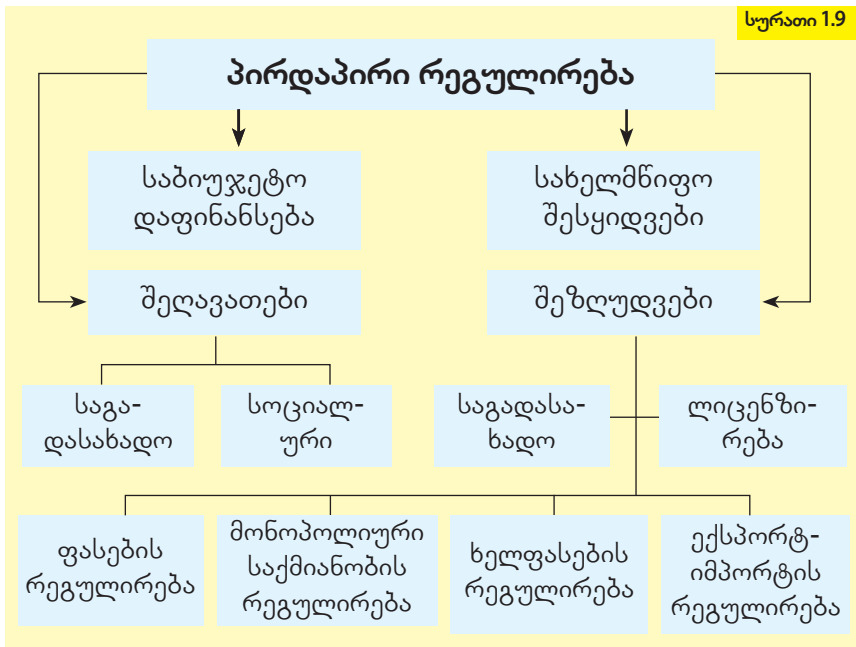 სურათი 1.9
პირდაპირი რეგულირება
საბიუჯეტო
დაფინანსება
სახელმწიფო
შესყიდვები
შეღავათები
შეზღუდვები
საგა-
დასახადო
სოციალ-
ური
საგადასა-
ხადო
ლიცენზი-
რება
ფასების
რეგულირება
მონოპოლიური
საქმიანობის
რეგულირება
ხელფასების
რეგულირება
ექსპორტ-
იმპორტის
რეგულირება